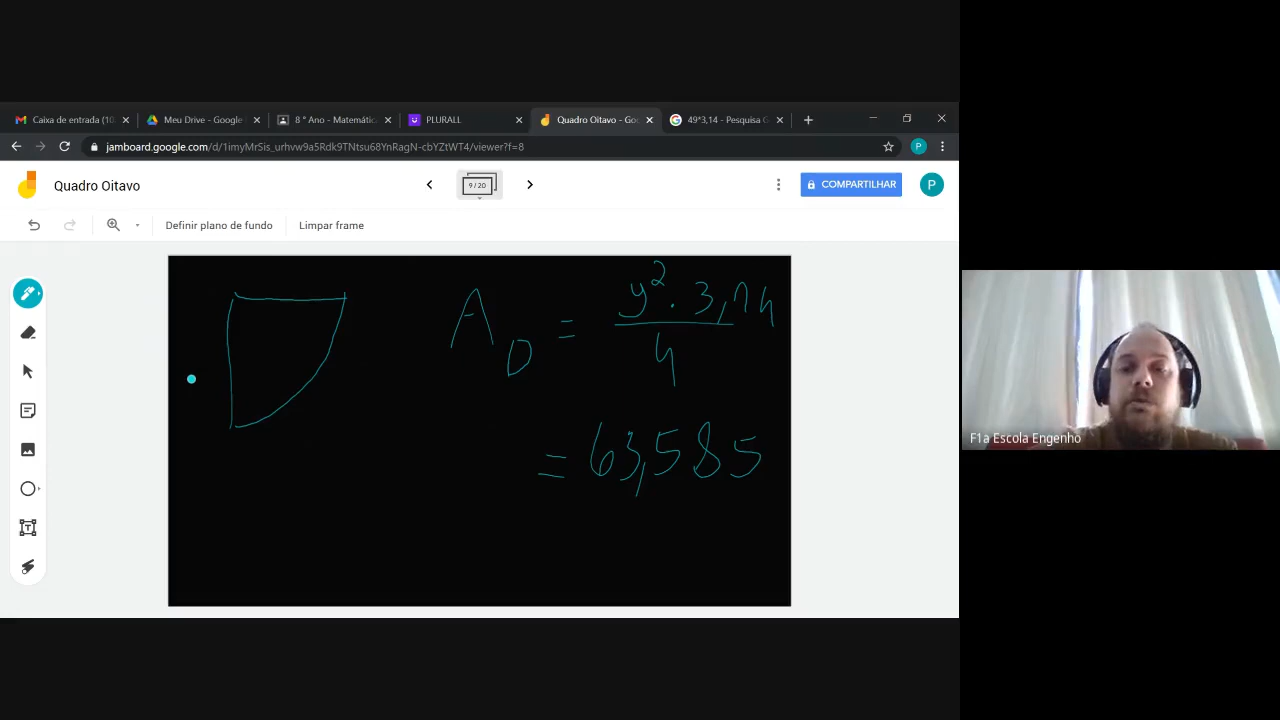 Caixa de entrada (10
Meu Drive - Google
8 º Ano - Matemátic
PLURALL
Quadro Oitavo - Goo
49*3,14 - Pesquisa G
jamboard.google.com/d/1imyMrSis_urhvw9a5Rdk9TNtsu68YnRagN-cbYZtWT4/viewer?f=8
P
Quadro Oitavo
9 / 20
COMPARTILHAR
P
Definir plano de fundo
Limpar frame
A_D = y². 3,14
4
= 63,585
F1a Escola Engenho